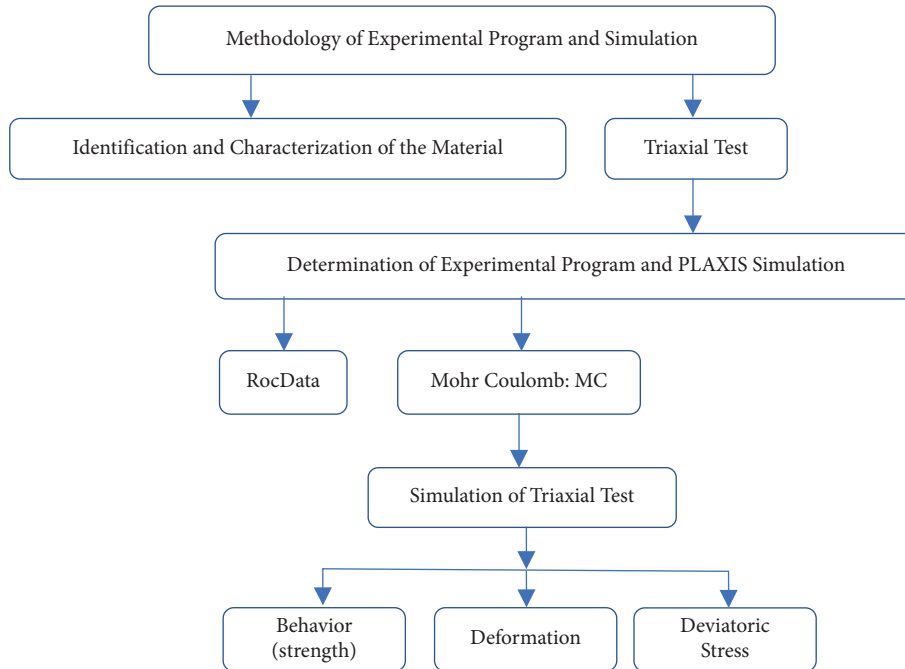 Methodology of Experimental Program and Simulation
Identification and Characterization of the Material
Triaxial Test
Determination of Experimental Program and PLAXIS Simulation
RocData
Mohr Coulomb: MC
Simulation of Triaxial Test
Behavior
(strength)
Deformation
Deviatoric
Stress